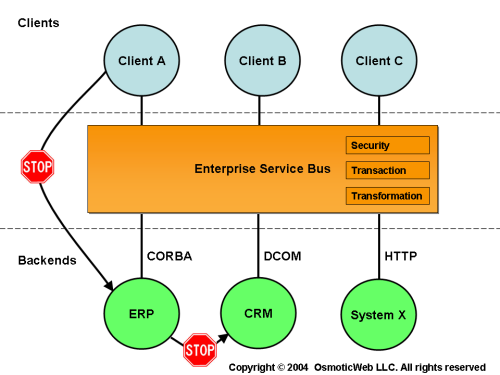 Clients
Client A
Client B
Client C
STOP
Enterprise Service Bus
Security
Transaction
Transformation
Backends
CORBA
DCOM
HTTP
ERP
CRM
System X
STOP
Copyright © 2004 OsmoticWeb LLC. All rights reserved